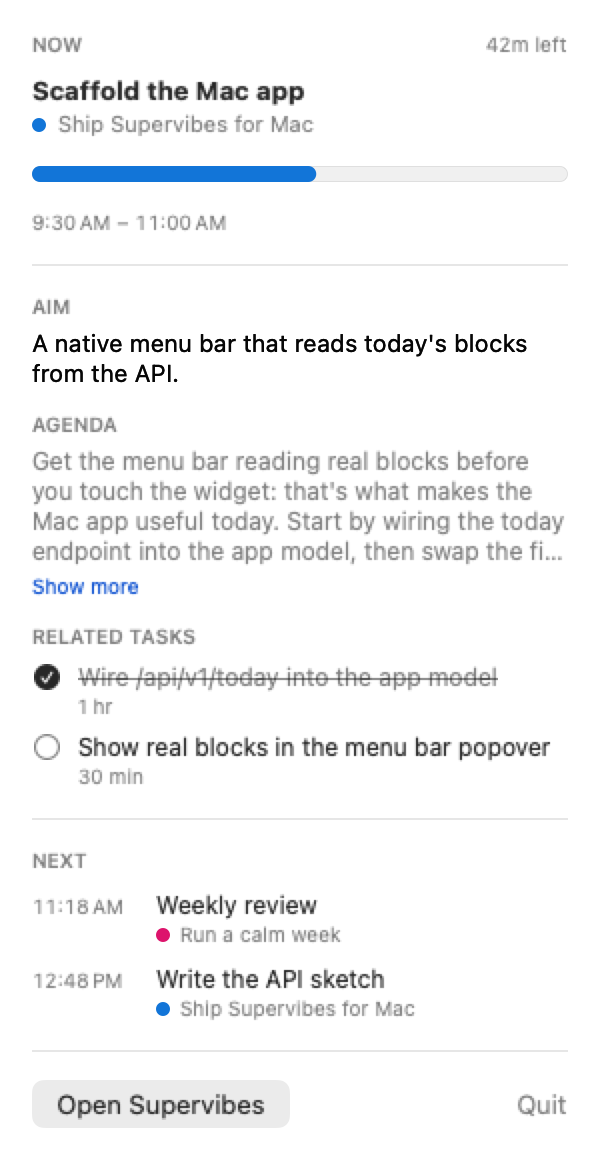 NOW
42m left
Scaffold the Mac app
Ship Supervibes for Mac
9:30 AM – 11:00 AM
AIM
A native menu bar that reads today's blocks
from the API.
AGENDA
Get the menu bar reading real blocks before
you touch the widget: that's what makes the
Mac app useful today. Start by wiring the today
endpoint into the app model, then swap the fi...
Show more
RELATED TASKS
Wire /api/v1/today into the app model
1 hr
Show real blocks in the menu bar popover
30 min
NEXT
11:18 AM
Weekly review
Run a calm week
12:48 PM
Write the API sketch
Ship Supervibes for Mac
Open Supervibes
Quit